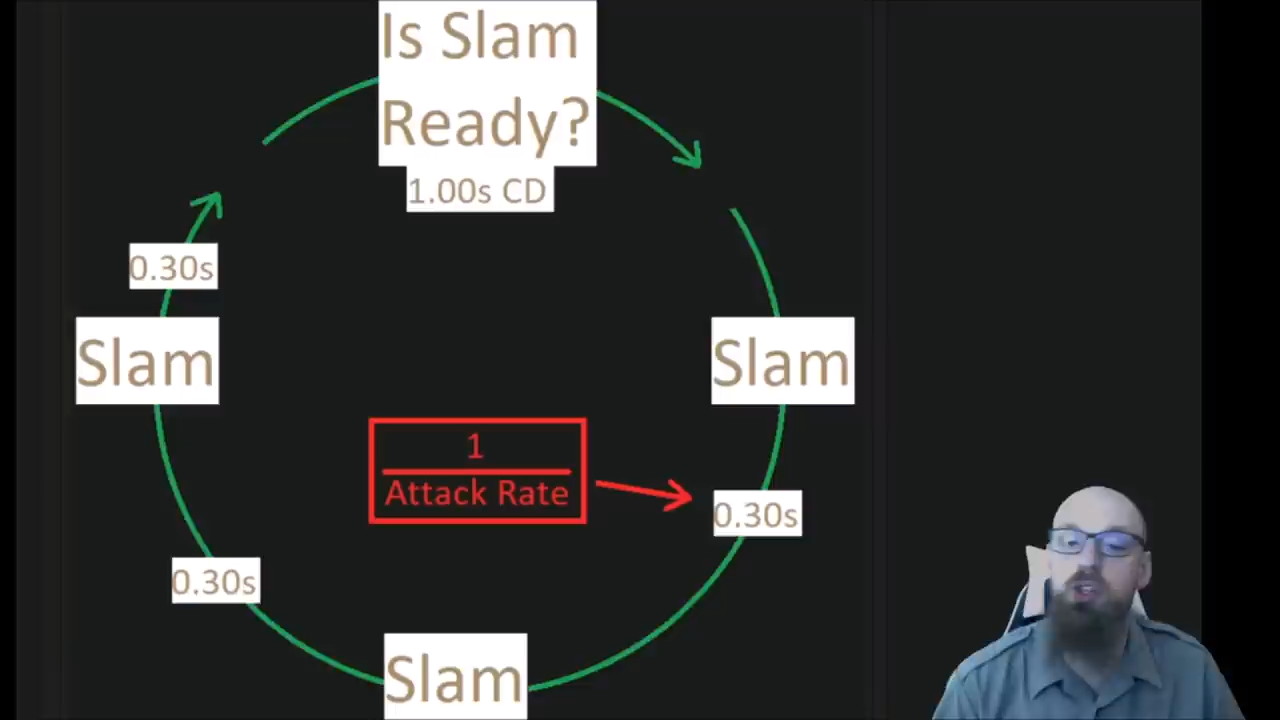 Is Slam
Ready?
1.00s CD
0.30s
Slam
Slam
1
Attack Rate
0.30s
0.30s
Slam